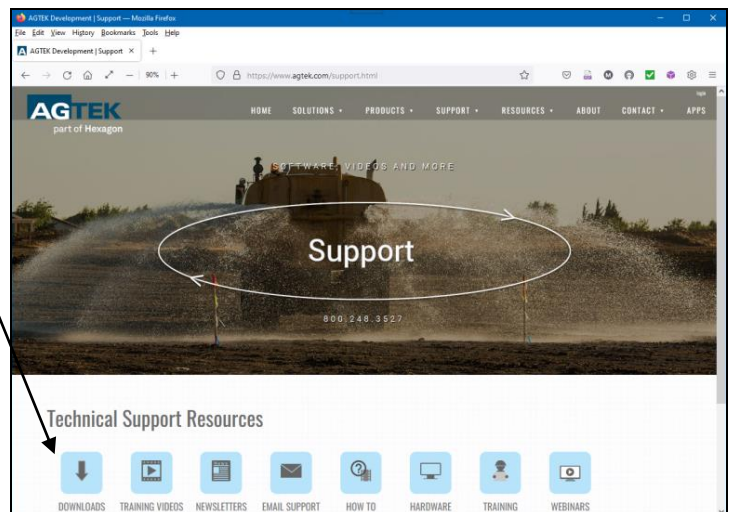 AGTEK Development | Support — Mozilla Firefox
File Edit View History Bookmarks Tools Help
AGTEK Development | Support × +
90%
https://www.agtek.com/support.html
login
AGTEK
part of Hexagon
HOME SOLUTIONS PRODUCTS SUPPORT RESOURCES ABOUT CONTACT APPS
SOFTWARE, VIDEOS AND MORE
Support
800.248.3527
Technical Support Resources
DOWNLOADS TRAINING VIDEOS NEWSLETTERS EMAIL SUPPORT HOW TO HARDWARE TRAINING WEBINARS